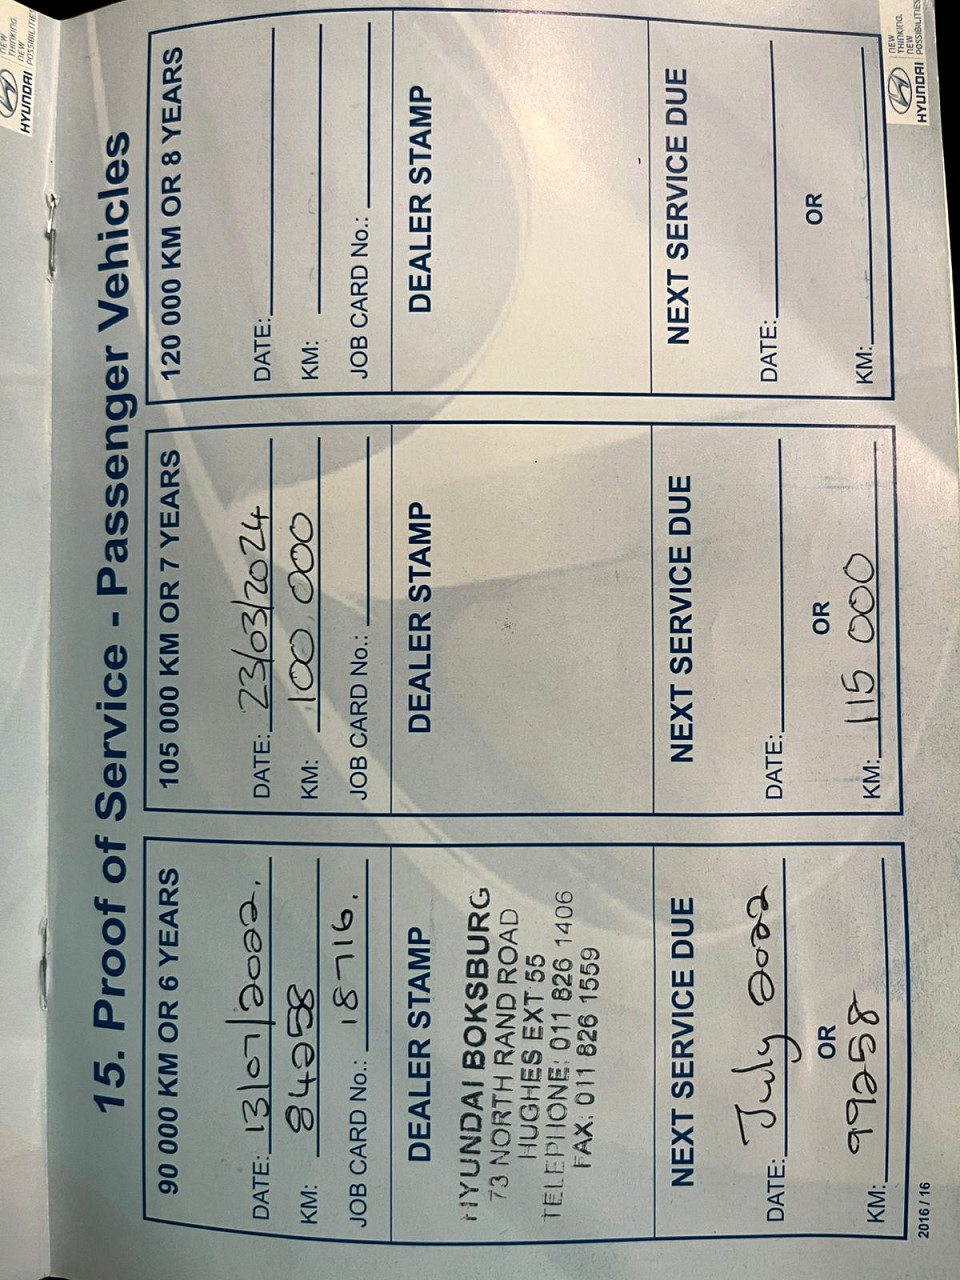 NEW
THINKING.
NEW
POSSIBILITIES
HYUNDAI
15. Proof of Service - Passenger Vehicles
90 000 KM OR 6 YEARS
DATE: 13/07/2022.
KM: 84258
JOB CARD No.: 18716.
DEALER STAMP
HYUNDAI BOKSBURG
73 NORTH RAND ROAD
HUGHES EXT 55
TELEPHONE: 011 826 1406
FAX: 011 826 1559
NEXT SERVICE DUE
DATE: July 2022
OR
KM: 99258
105 000 KM OR 7 YEARS
DATE: 23/03/2024
KM: 100 000
JOB CARD No.:
DEALER STAMP
NEXT SERVICE DUE
DATE:
OR
KM: 115 000
120 000 KM OR 8 YEARS
DATE:
KM:
JOB CARD No.:
DEALER STAMP
NEXT SERVICE DUE
DATE:
OR
KM:
2016 / 16
HYUNDAI
NEW
THINKING.
NEW
POSSIBILITIES